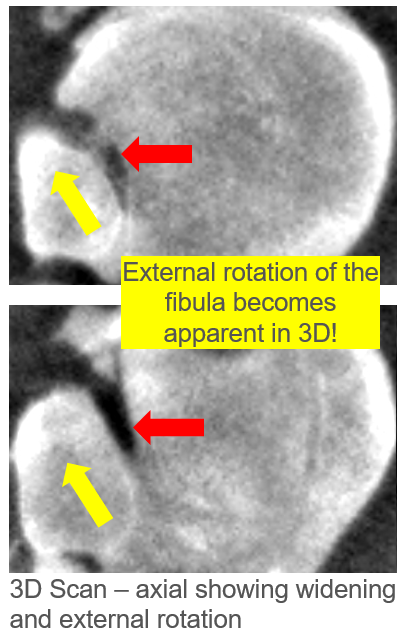 External rotation of the
fibula becomes
apparent in 3D!
3D Scan – axial showing widening
and external rotation